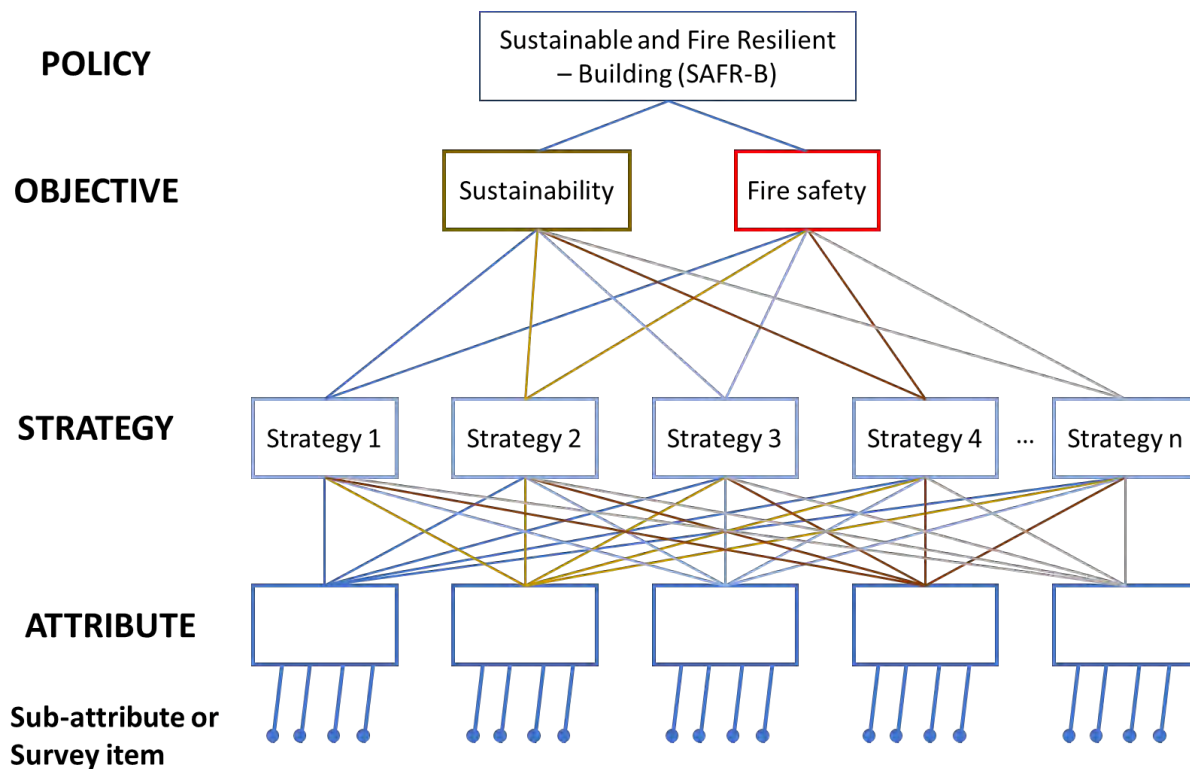 POLICY
Sustainable and Fire Resilient
– Building (SAFR-B)
OBJECTIVE
Sustainability
Fire safety
STRATEGY
Strategy 1
Strategy 2
Strategy 3
Strategy 4
...
Strategy n
ATTRIBUTE
Sub-attribute or
Survey item